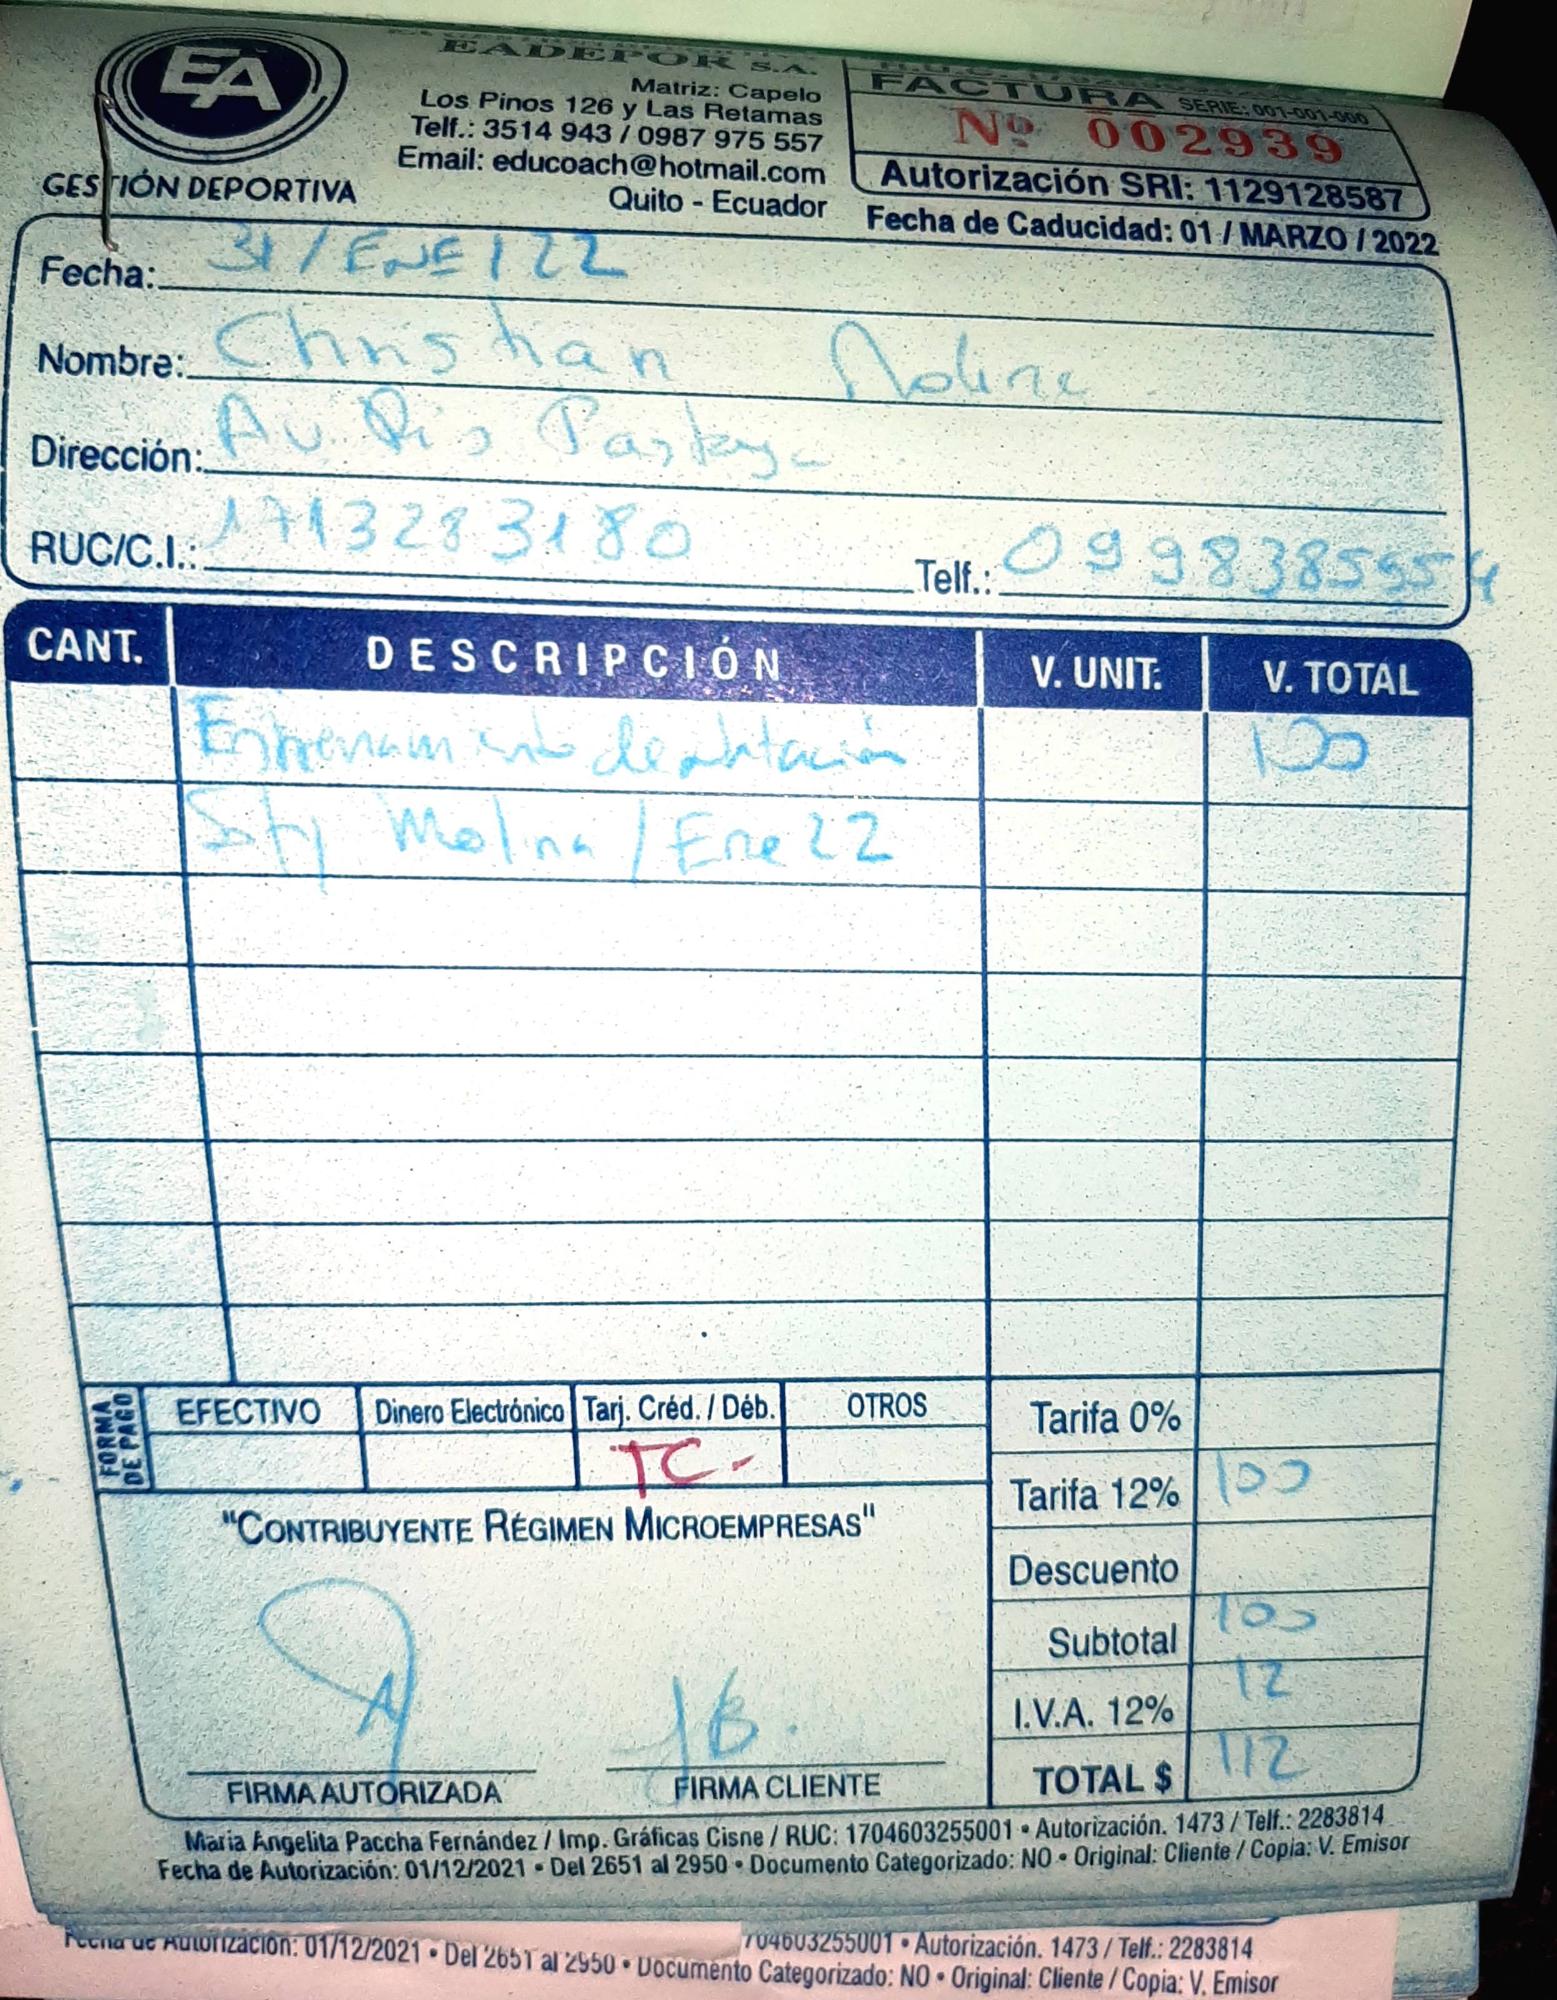 EA
GESTIÓN DEPORTIVA
EADEPOR S.A.
Matriz: Capelo
Los Pinos 126 y Las Retamas
Telf.: 3514 943 / 0987 975 557
Email: educoach@hotmail.com
Quito - Ecuador
FACTURA SERIE: 001-001-000
Nº 002939
Autorización SRI: 1129128587
Fecha de Caducidad: 01 / MARZO / 2022
Fecha: 31 / ENE / 22
Nombre: Christian Molina
Dirección: Av. Río Pastaza
RUC/C.I.: 1713283180 Telf.:
CANT. DESCRIPCIÓN V. UNIT. V. TOTAL
Entrenamiento de natación 100
Molina / Ene 22
FORMA DE PAGO EFECTIVO Dinero Electrónico Tarj. Créd. / Déb. OTROS
TC.
Tarifa 0%
Tarifa 12% 100
Descuento
Subtotal 100
I.V.A. 12% 12
TOTAL $ 112
"CONTRIBUYENTE RÉGIMEN MICROEMPRESAS"
FIRMA AUTORIZADA FIRMA CLIENTE
Maria Angelita Paccha Fernández / Imp. Gráficas Cisne / RUC: 1704603255001 • Autorización. 1473 / Telf.: 2283814
Fecha de Autorización: 01/12/2021 • Del 2651 al 2950 • Documento Categorizado: NO • Original: Cliente / Copia: V. Emisor
704603255001 • Autorización. 1473 / Telf.: 2283814
Fecha de Autorización: 01/12/2021 • Del 2651 al 2950 • Documento Categorizado: NO • Original: Cliente / Copia: V. Emisor